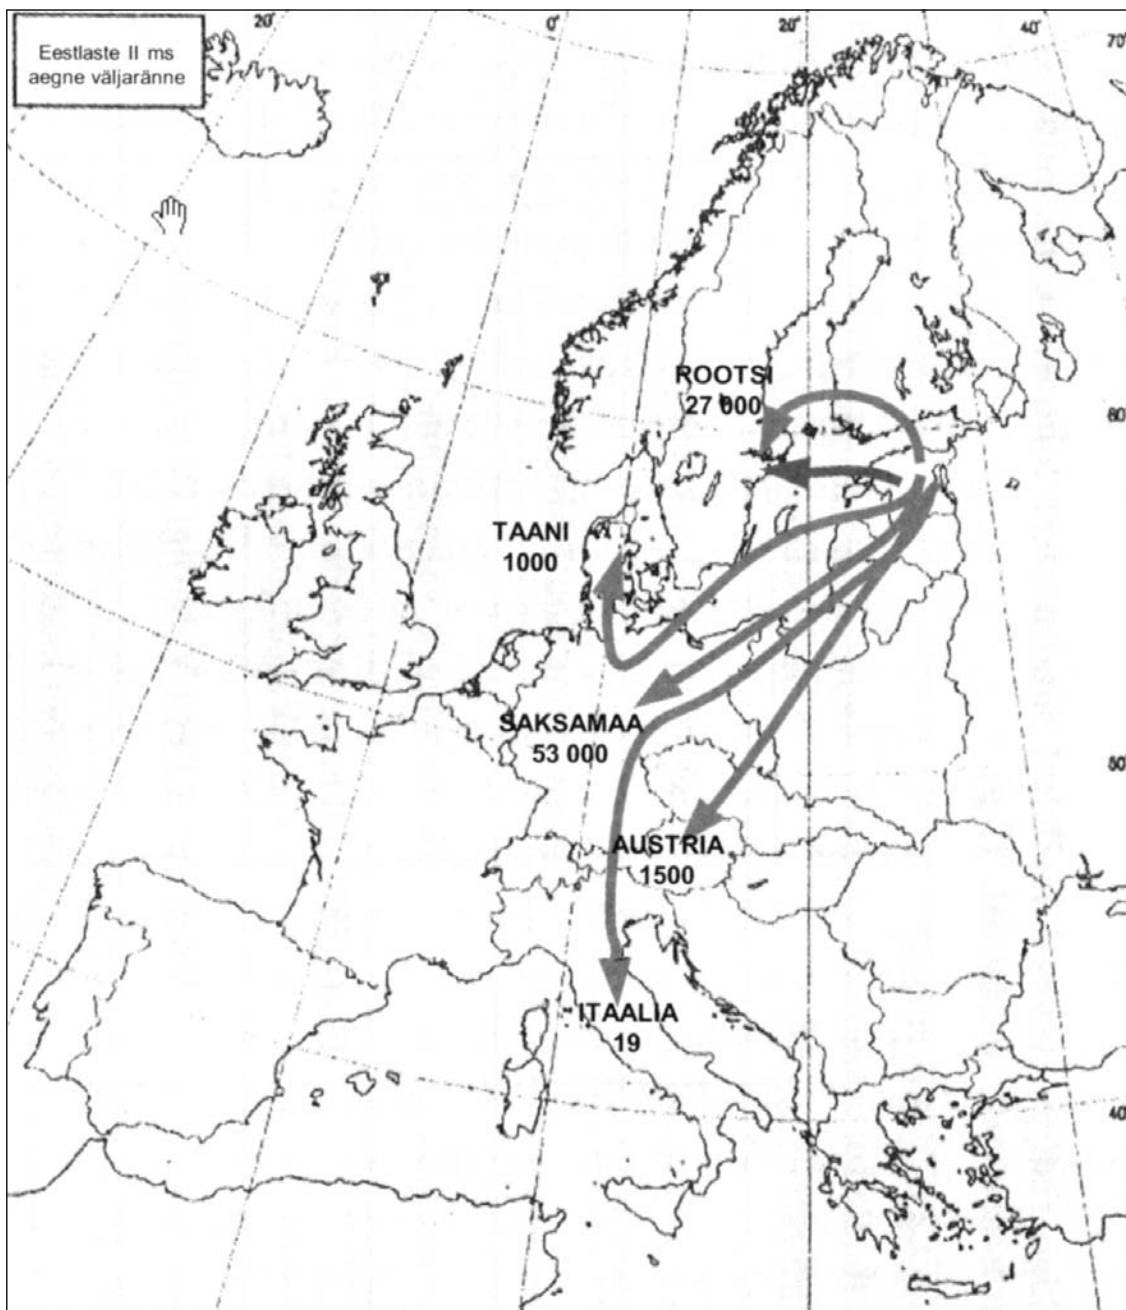 Eestlaste II ms
aegne väljaränne
20°
0°
20°
40°
70°
ROOTSI
27 000
60°
TAANI
1000
SAKSAMAA
53 000
50°
AUSTRIA
1500
ITAALIA
19
40°